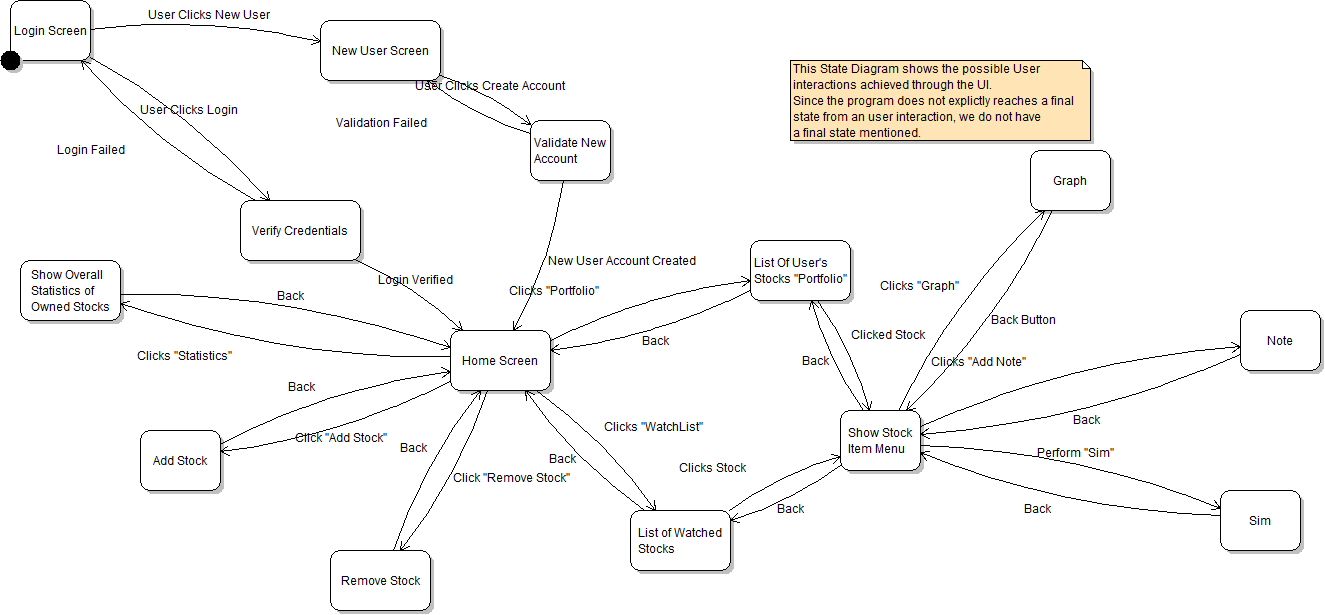 User Clicks New User
Login Screen
New User Screen
User Clicks Create Account
User Clicks Login
Validation Failed
Login Failed
Validate New
Account
This State Diagram shows the possible User
interactions achieved through the UI.
Since the program does not explictly reaches a final
state from an user interaction, we do not have
a final state mentioned.
Graph
Verify Credentials
New User Account Created
Login Verified
List Of User's
Stocks "Portfolio"
Show Overall
Statistics of
Owned Stocks
Back
Clicks "Portfolio"
Clicks "Graph"
Back Button
Clicked Stock
Back
Clicks "Statistics"
Home Screen
Back
Clicks "Add Note"
Note
Back
Clicks "WatchList"
Back
Show Stock
Item Menu
Click "Add Stock"
Back
Back
Perform "Sim"
Add Stock
Clicks Stock
Click "Remove Stock"
Back
Back
List of Watched
Stocks
Sim
Remove Stock